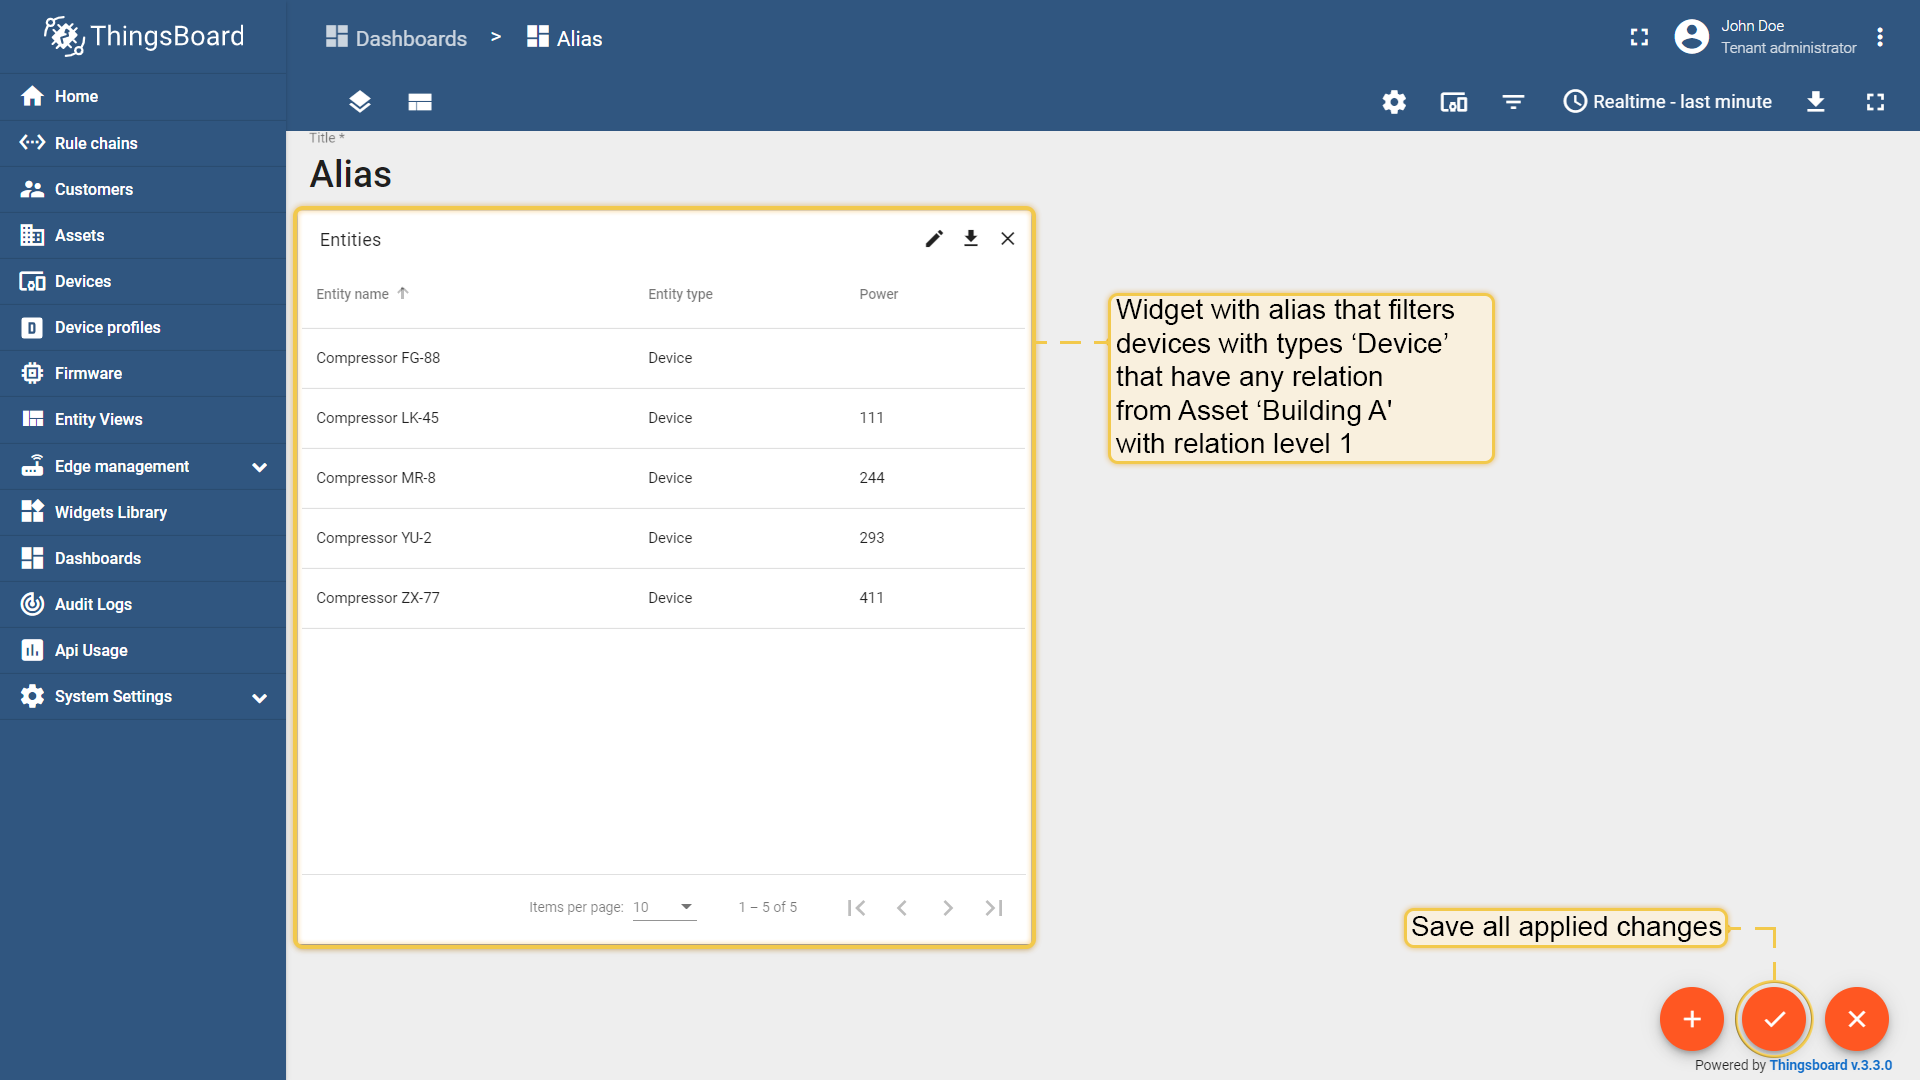 ThingsBoard
Dashboards > Alias
John Doe
Tenant administrator
Realtime - last minute
Home
Rule chains
Customers
Assets
Devices
Device profiles
Firmware
Entity Views
Edge management
Widgets Library
Dashboards
Audit Logs
Api Usage
System Settings
Title *
Alias
Entities
Entity name Entity type Power
Compressor FG-88 Device
Compressor LK-45 Device 111
Compressor MR-8 Device 244
Compressor YU-2 Device 293
Compressor ZX-77 Device 411
Items per page: 10 1 – 5 of 5
Widget with alias that filters
devices with types ‘Device’
that have any relation
from Asset ‘Building A'
with relation level 1
Save all applied changes
Powered by Thingsboard v.3.3.0